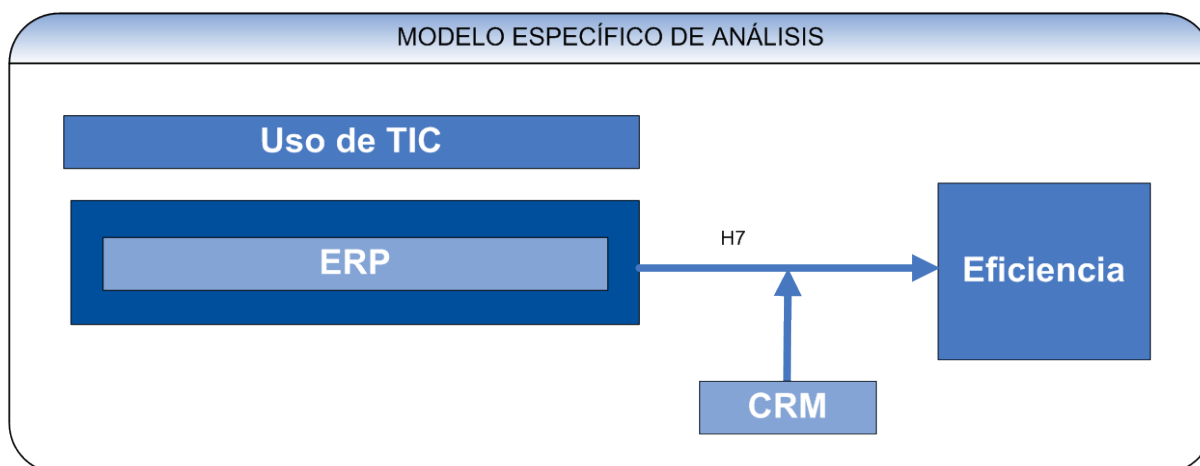 MODELO ESPECÍFICO DE ANÁLISIS
Uso de TIC
ERP
H7
Eficiencia
CRM